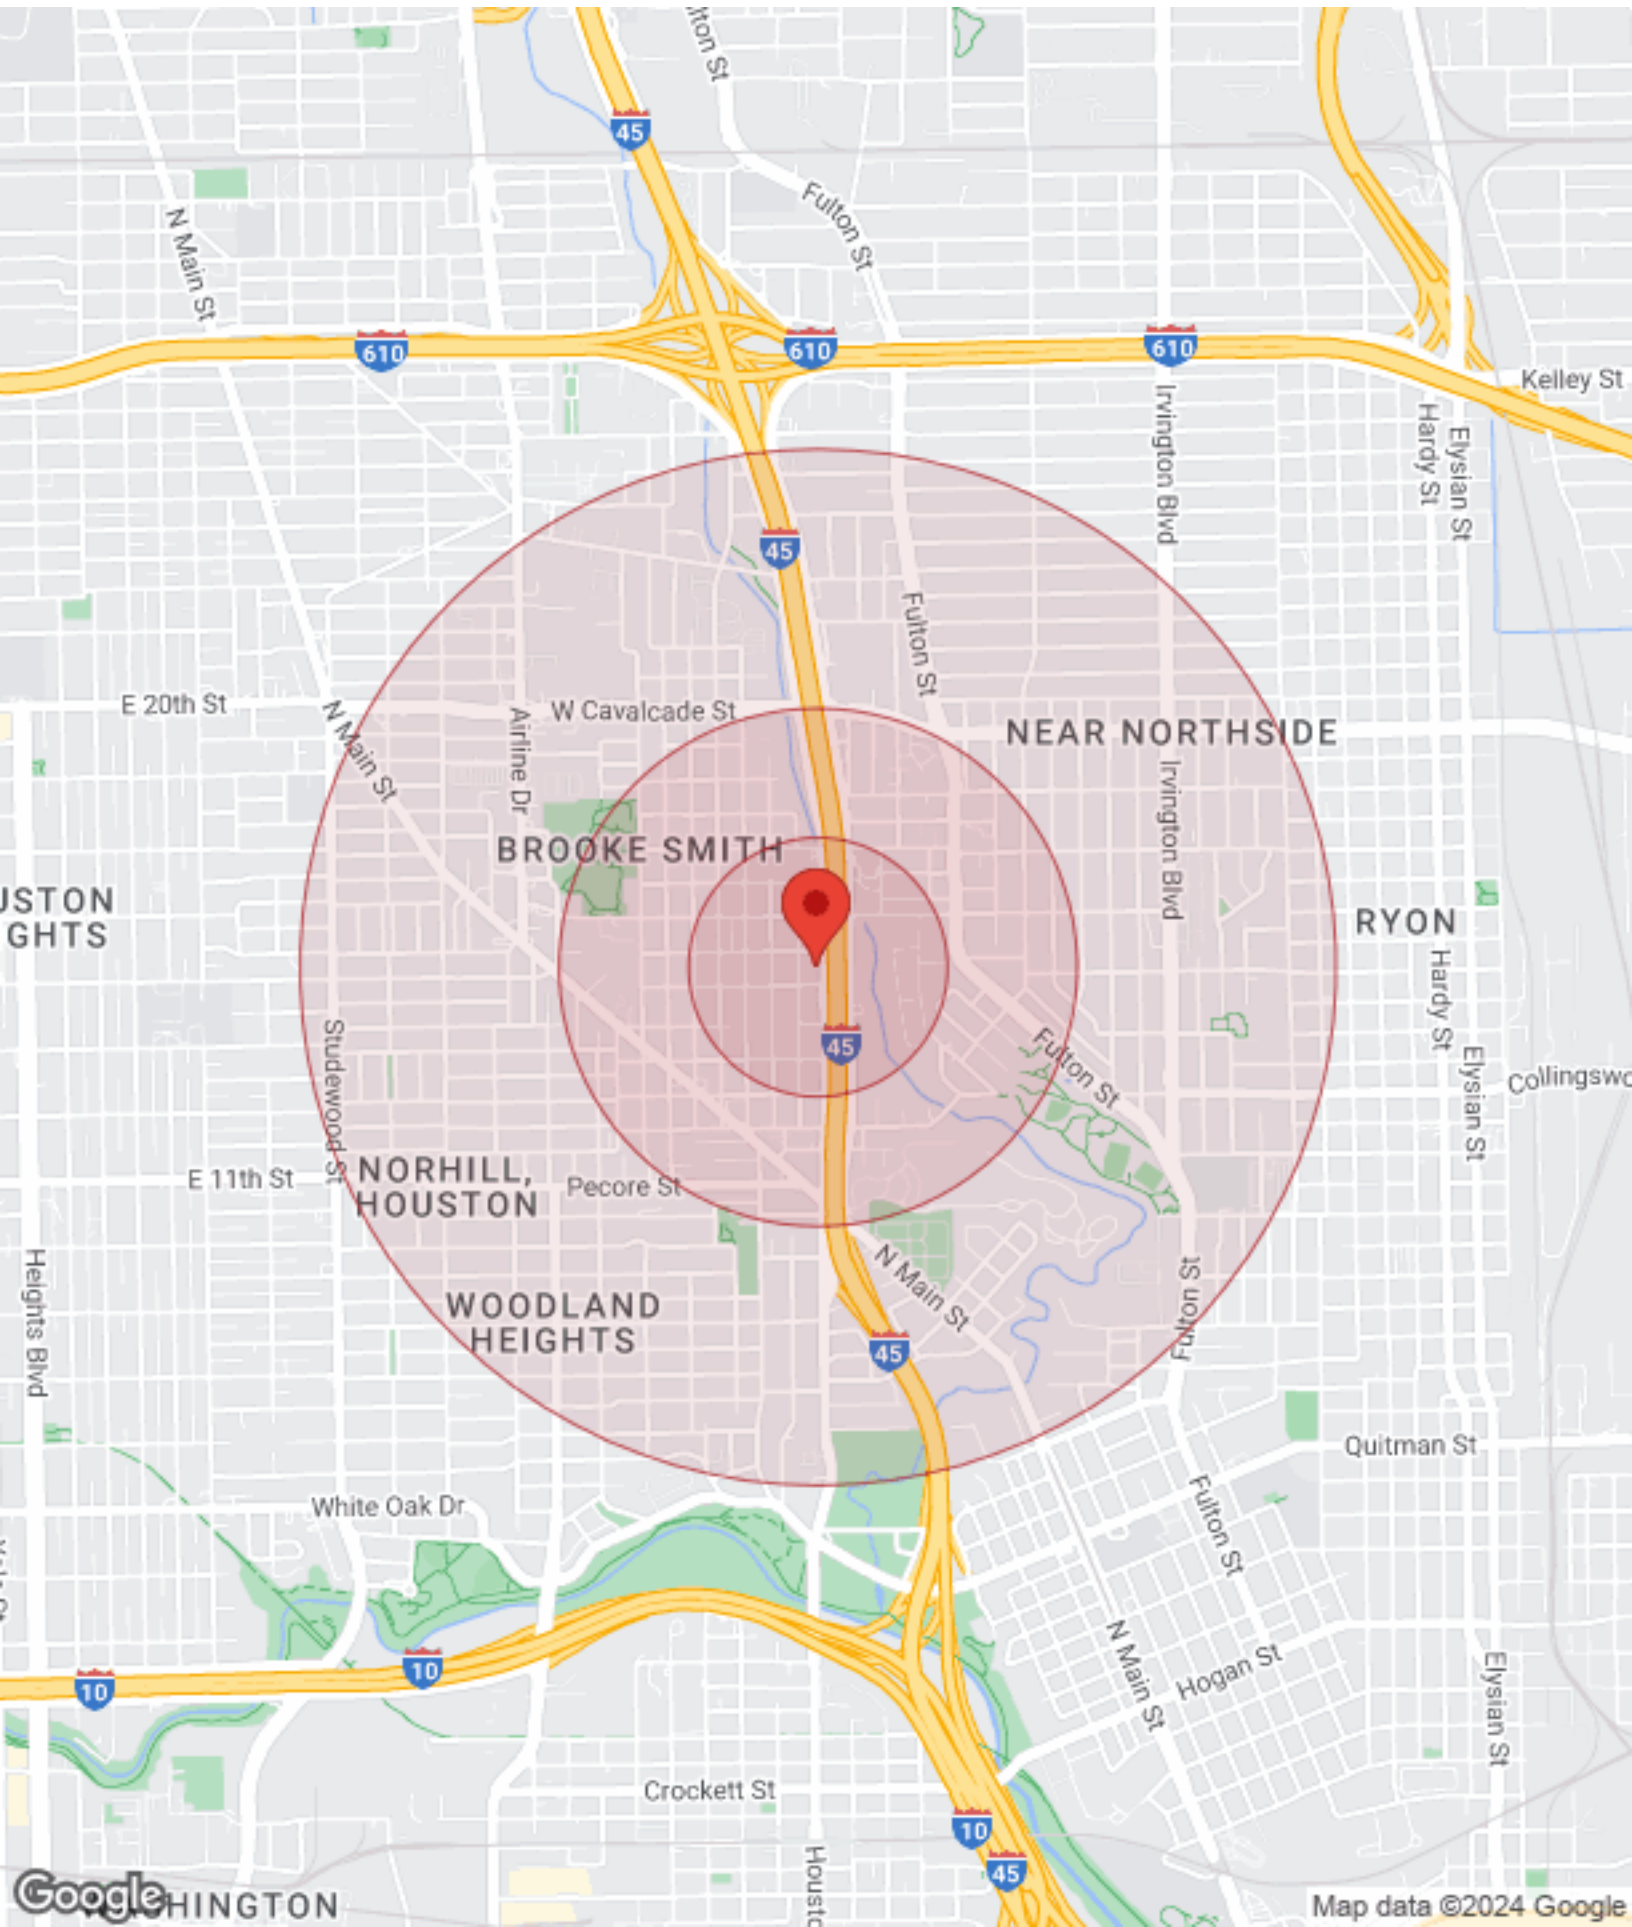 lton St
45
Fulton St
N Main St
610
610
610
Kelley St
Irvington Blvd
Hardy St
Elysian St
45
Fulton St
E 20th St
N Main St
Airline Dr
W Cavalcade St
NEAR NORTHSIDE
Irvington Blvd
BROOKE SMITH
USTON
GHTS
RYON
Hardy St
45
Fulton St
Studewood St
Elysian St
Collingswo
E 11th St
NORHILL,
HOUSTON
Pecore St
N Main St
Fulton St
Heights Blvd
WOODLAND
HEIGHTS
45
Quitman St
White Oak Dr
Fulton St
10
10
N Main St
Hogan St
Elysian St
Crockett St
10
45
Housto
Google
HINGTON
Map data ©2024 Google